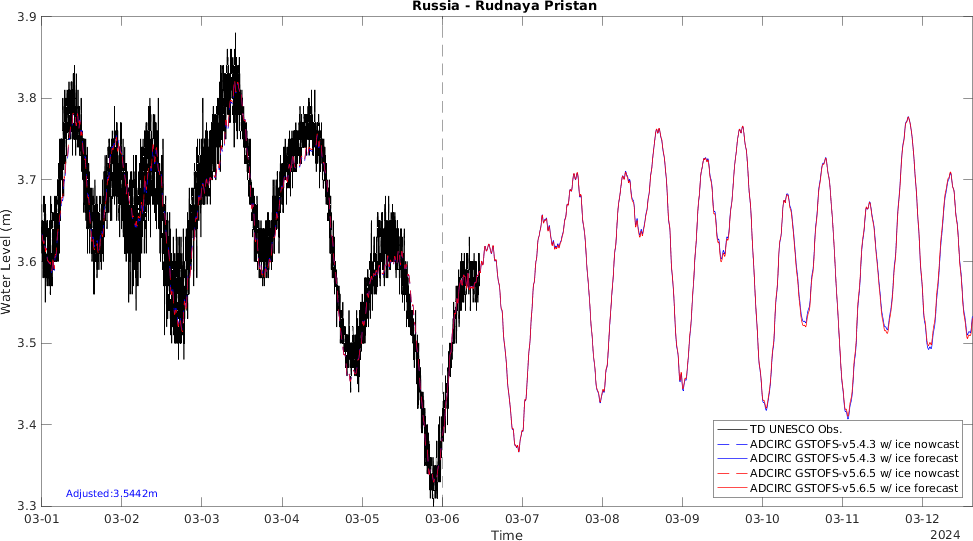 Russia - Rudnaya Pristan
3.9
3.8
3.7
3.6
3.5
3.4
3.3
Water Level (m)
TD UNESCO Obs.
ADCIRC GSTOFS-v5.4.3 w/ ice nowcast
ADCIRC GSTOFS-v5.4.3 w/ ice forecast
ADCIRC GSTOFS-v5.6.5 w/ ice nowcast
ADCIRC GSTOFS-v5.6.5 w/ ice forecast
Adjusted:3.5442m
03-01 03-02 03-03 03-04 03-05 03-06 03-07 03-08 03-09 03-10 03-11 03-12
Time
2024